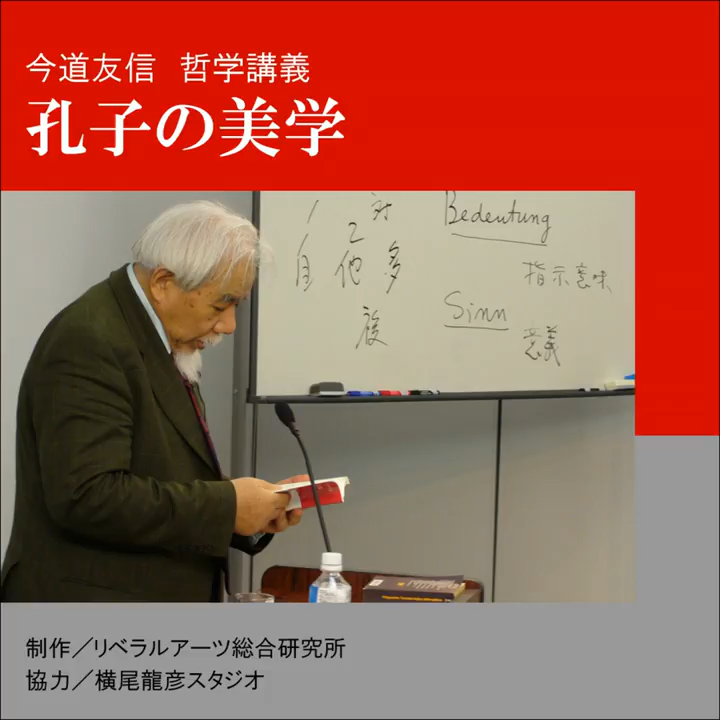 今道友信　哲学講義
孔子の美学
対
自 他 多
後
Bedeutung
指示意味
Sinn
意義
制作／リベラルアーツ総合研究所
協力／横尾龍彦スタジオ